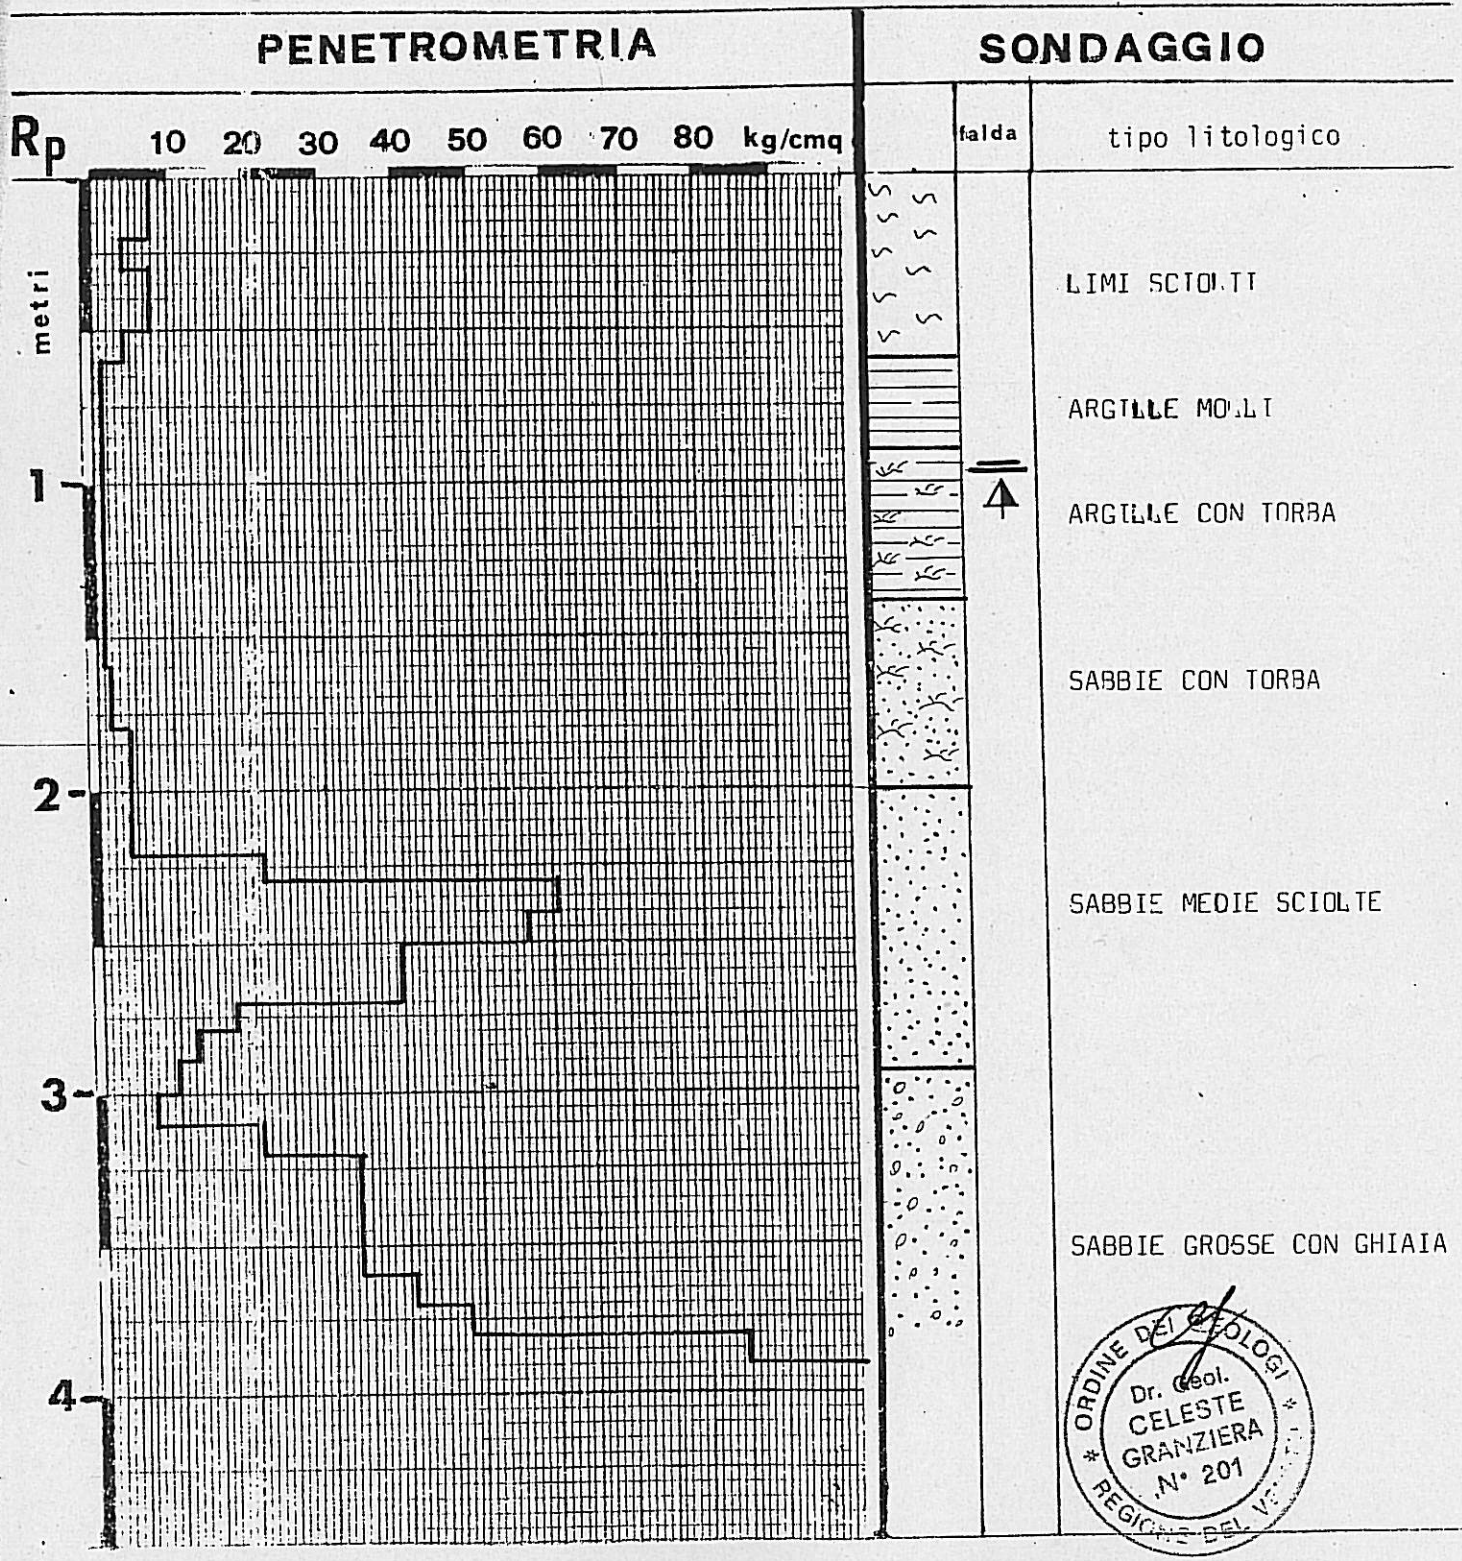 PENETROMETRIA
SONDAGGIO
Rp 10 20 30 40 50 60 70 80 kg/cmq
falda
tipo litologico
metri
LIMI SCIOLTI
ARGILLE MOLLI
1
ARGILLE CON TORBA
SABBIE CON TORBA
2
SABBIE MEDIE SCIOLTE
3
SABBIE GROSSE CON GHIAIA
4
ORDINE DEI GEOLOGI
* REGIONE DEL VENETO *
Dr. Geol.
CELESTE
GRANZIERA
N° 201